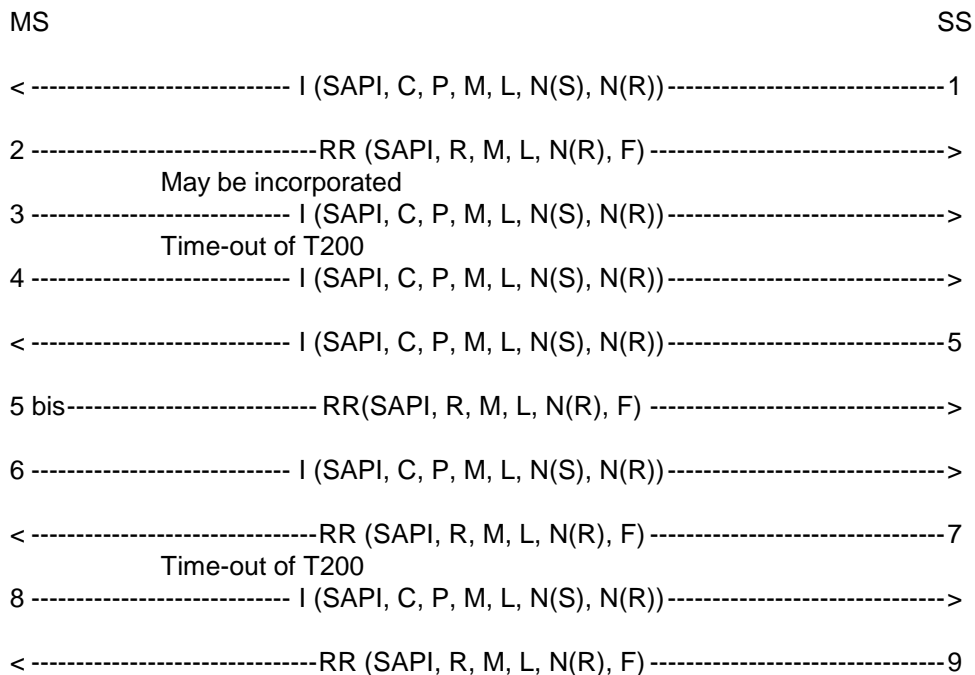 MS SS
< ----------------------------- I (SAPI, C, P, M, L, N(S), N(R))-------------------------------1
2 --------------------------------RR (SAPI, R, M, L, N(R), F) --------------------------------->
May be incorporated
3 ----------------------------- I (SAPI, C, P, M, L, N(S), N(R))------------------------------->
Time-out of T200
4 ----------------------------- I (SAPI, C, P, M, L, N(S), N(R))------------------------------->
< ----------------------------- I (SAPI, C, P, M, L, N(S), N(R))-------------------------------5
5 bis---------------------------- RR(SAPI, R, M, L, N(R), F) --------------------------------->
6 ----------------------------- I (SAPI, C, P, M, L, N(S), N(R))------------------------------->
< --------------------------------RR (SAPI, R, M, L, N(R), F) ---------------------------------7
Time-out of T200
8 ----------------------------- I (SAPI, C, P, M, L, N(S), N(R))------------------------------->
< --------------------------------RR (SAPI, R, M, L, N(R), F) ---------------------------------9